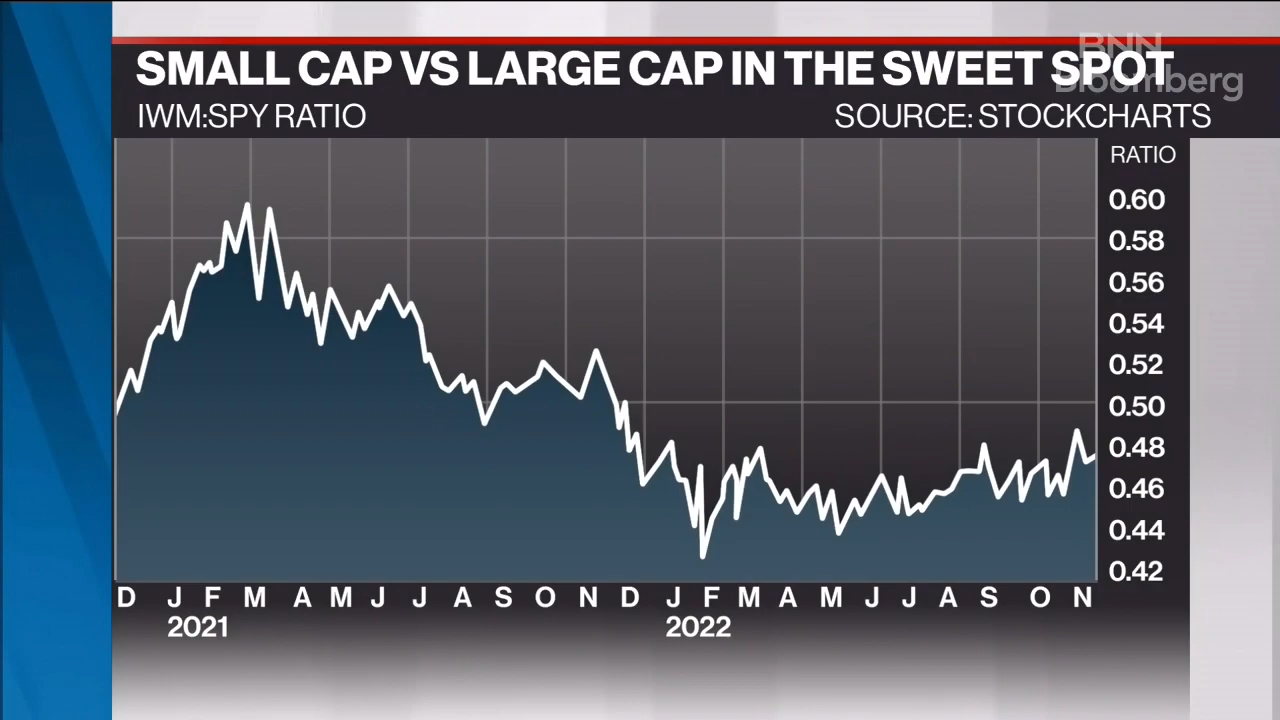 BNN
Bloomberg
SMALL CAP VS LARGE CAP IN THE SWEET SPOT
IWM:SPY RATIO
SOURCE: STOCKCHARTS
RATIO
0.60
0.58
0.56
0.54
0.52
0.50
0.48
0.46
0.44
0.42
D J F M A M J J A S O N D J F M A M J J A S O N
2021 2022